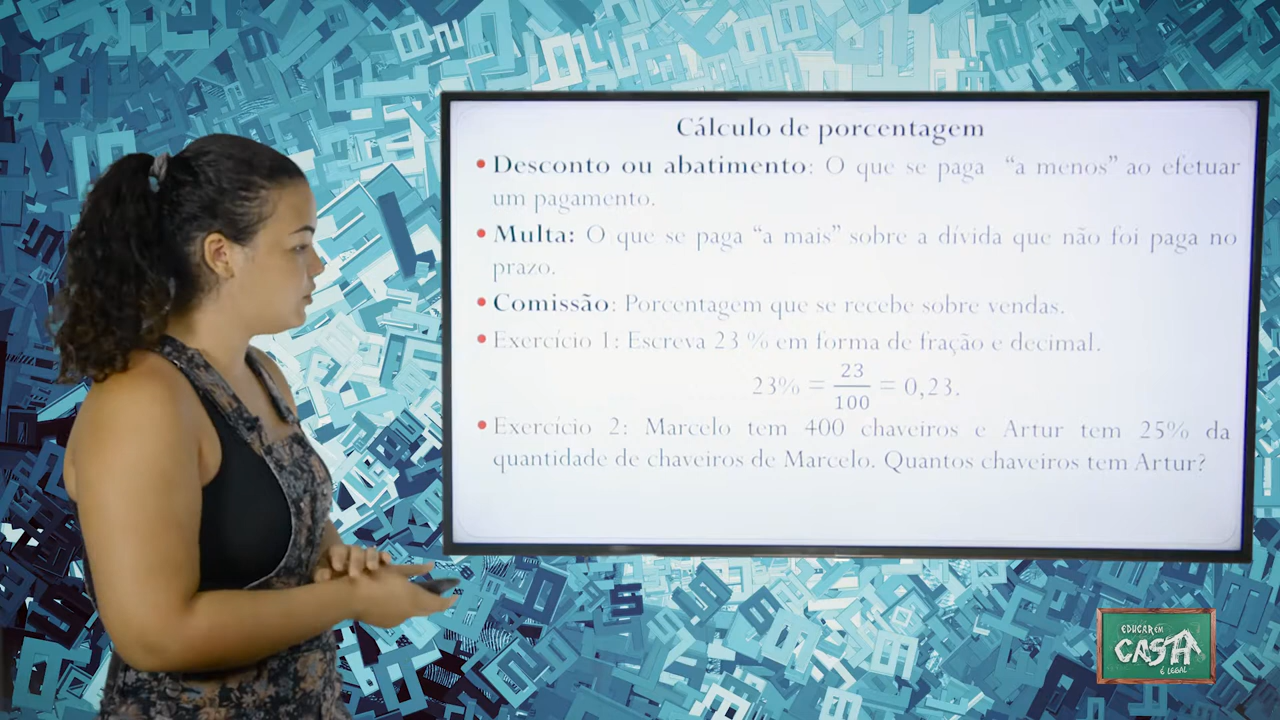 Cálculo de porcentagem
• Desconto ou abatimento: O que se paga “a menos” ao efetuar
um pagamento.
• Multa: O que se paga “a mais” sobre a dívida que não foi paga no
prazo.
• Comissão: Porcentagem que se recebe sobre vendas.
• Exercício 1: Escreva 23 % em forma de fração e decimal.
23% = 23/100 = 0,23.
• Exercício 2: Marcelo tem 400 chaveiros e Artur tem 25% da
quantidade de chaveiros de Marcelo. Quantos chaveiros tem Artur?
EDUCAR EM
CASA
É LEGAL